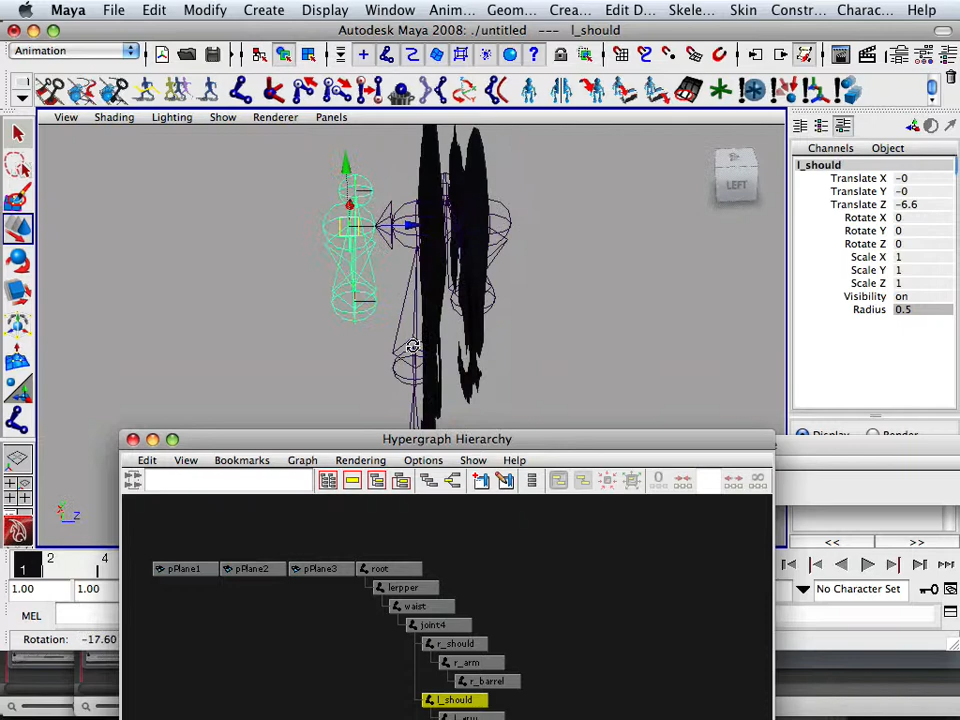 Maya File Edit Modify Create Display Window Anim... Geom... Crea... Edit D... Skele... Skin Constr... Charac... Help
Autodesk Maya 2008: ./untitled --- l_should
Animation
View Shading Lighting Show Renderer Panels
LEFT
Channels Object
l_should
Translate X -0
Translate Y -0
Translate Z -6.6
Rotate X 0
Rotate Y 0
Rotate Z 0
Scale X 1
Scale Y 1
Scale Z 1
Visibility on
Radius 0.5
Display Render
Hypergraph Hierarchy
Edit View Bookmarks Graph Rendering Options Show Help
pPlane1 pPlane2 pPlane3 root
lerpper
waist
joint4
r_should
r_arm
r_barrel
l_should
l_arm
Z
<< >>
1 2 4
1.00 1.00
No Character Set
MEL
Rotation: -17.60